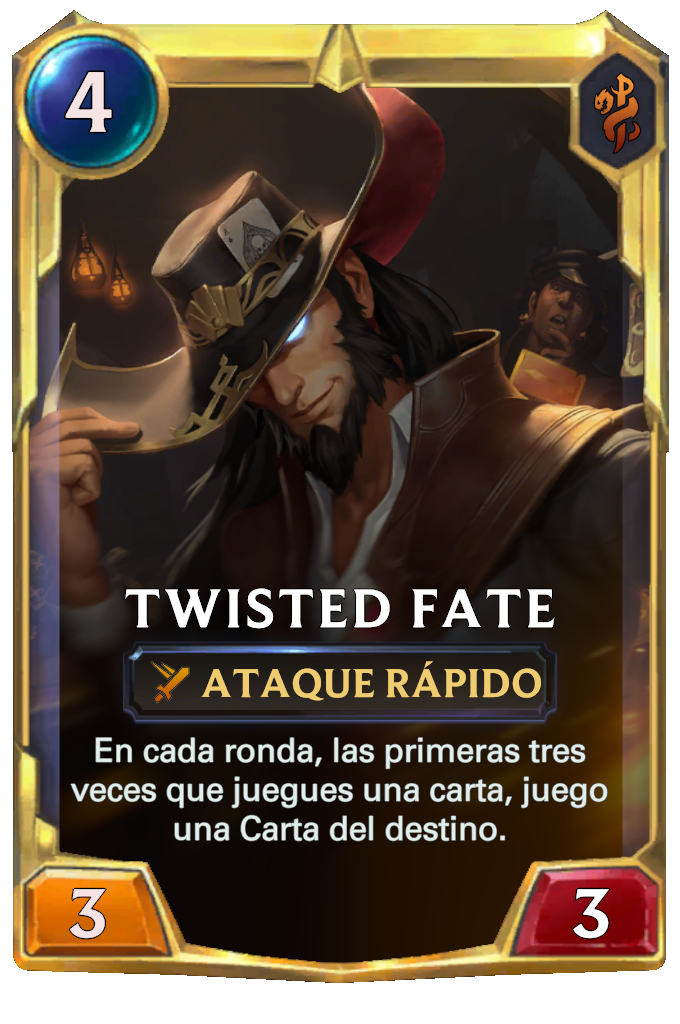 4
TWISTED FATE
ATAQUE RÁPIDO
En cada ronda, las primeras tres
veces que juegues una carta, juego
una Carta del destino.
3
3